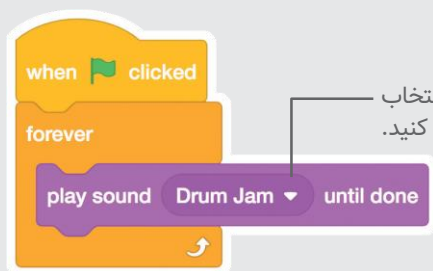 when clicked
forever
play sound Drum Jam until done
کنید.